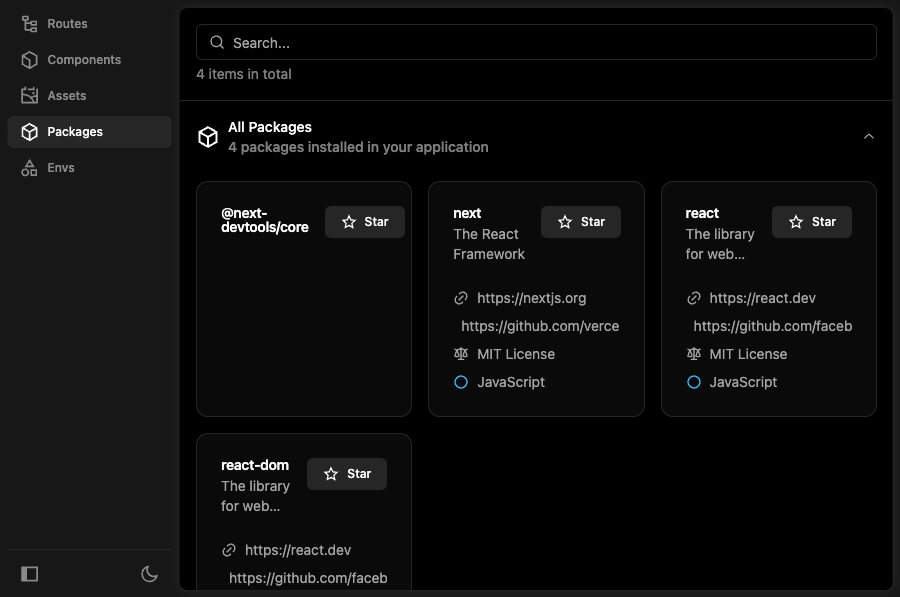 Routes
Components
Assets
Packages
Envs
Search...
4 items in total
All Packages
4 packages installed in your application
@next-
devtools/core
Star
next
The React
Framework
Star
https://nextjs.org
https://github.com/verce
MIT License
JavaScript
react
The library
for web...
Star
https://react.dev
https://github.com/faceb
MIT License
JavaScript
react-dom
The library
for web...
Star
https://react.dev
https://github.com/faceb